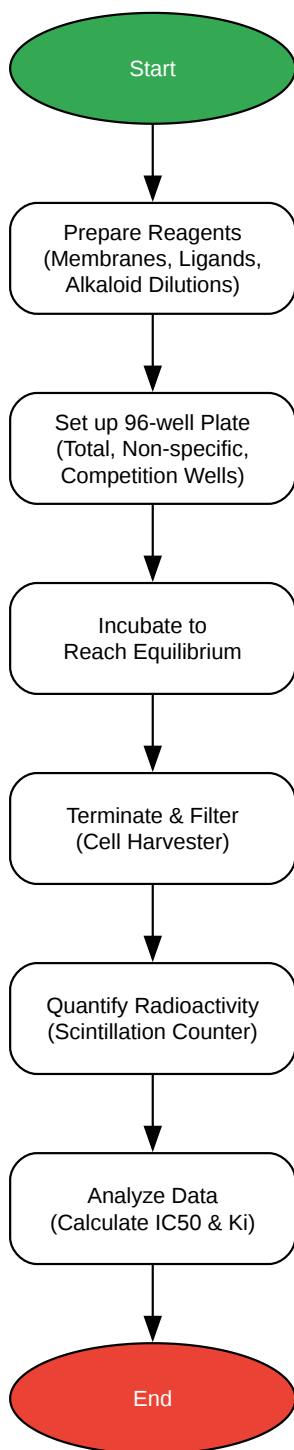 Start
Prepare Reagents
(Membranes, Ligands,
Alkaloid Dilutions)
Set up 96-well Plate
(Total, Non-specific,
Competition Wells)
Incubate to
Reach Equilibrium
Terminate & Filter
(Cell Harvester)
Quantify Radioactivity
(Scintillation Counter)
Analyze Data
(Calculate IC50 & Ki)
End